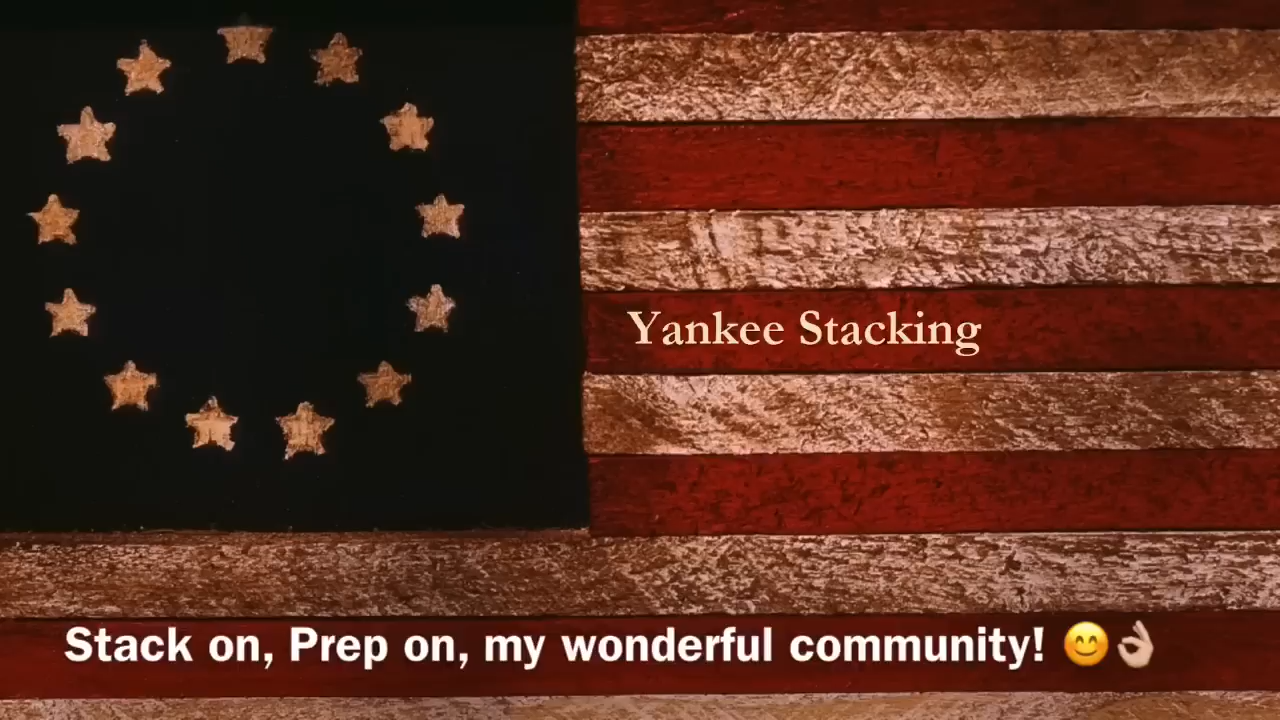 Yankee Stacking
Stack on, Prep on, my wonderful community! 😊👌🏼